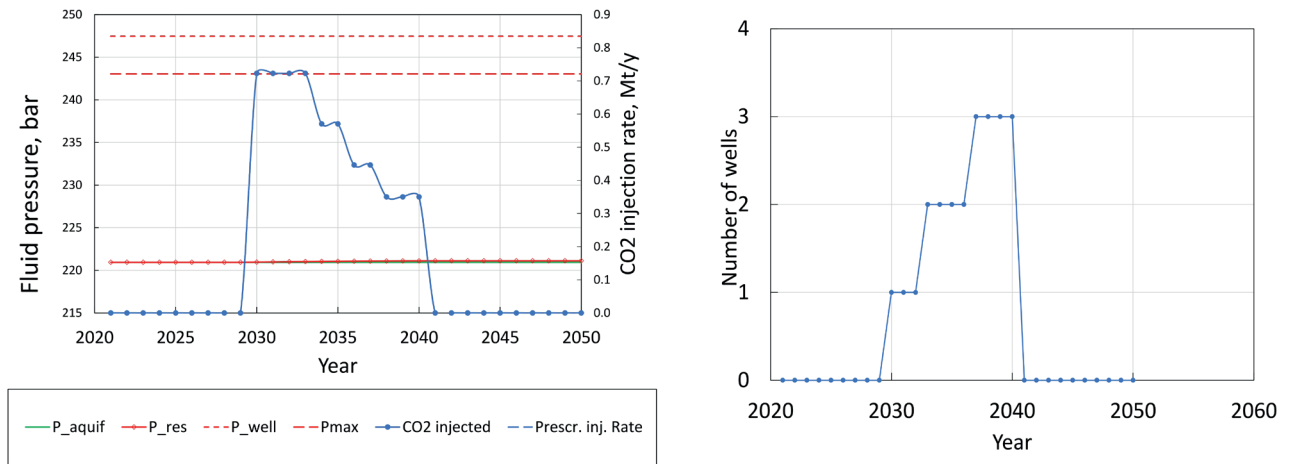 250
245
240
235
230
225
220
215
Fluid pressure, bar
0.9
0.8
0.7
0.6
0.5
0.4
0.3
0.2
0.1
0.0
CO2 injection rate, Mt/y
2020 2025 2030 2035 2040 2045 2050
Year
P_aquif P_res P_well Pmax CO2 injected Prescr. inj. Rate
4
3
2
1
0
Number of wells
2020 2030 2040 2050 2060
Year